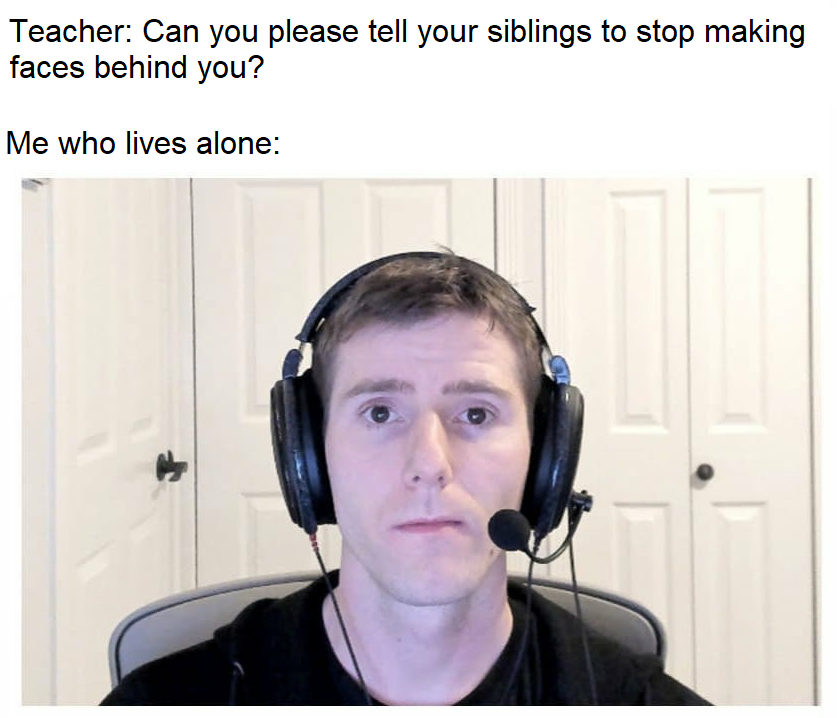 Teacher: Can you please tell your siblings to stop making
faces behind you?
Me who lives alone: